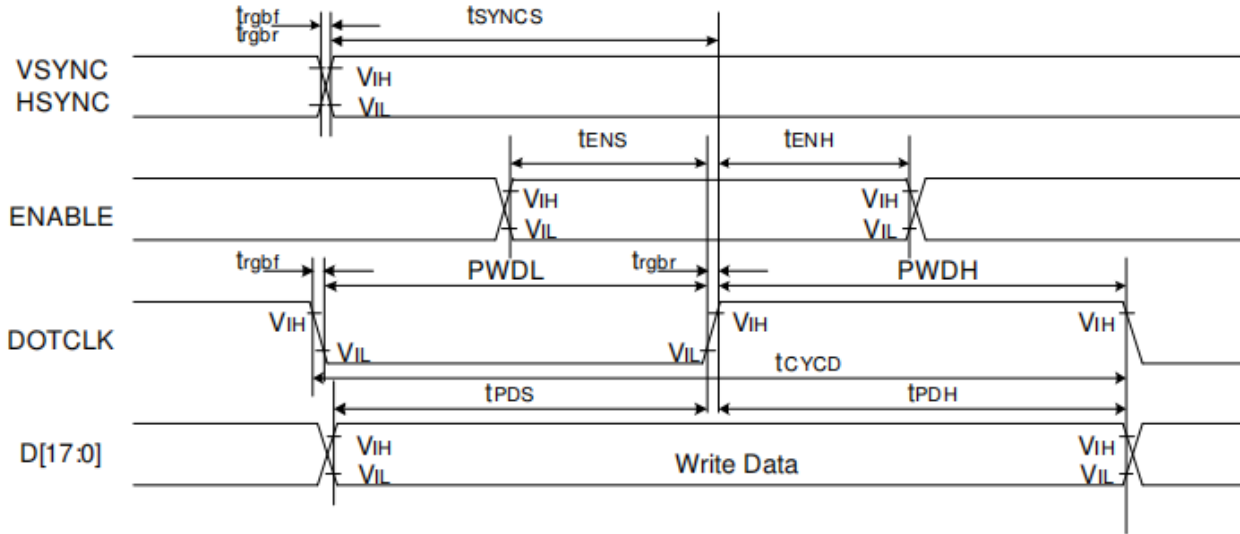 trgbf
trgbr
tSYNCS
VSYNC
HSYNC
VIH
VIL
tENS
tENH
ENABLE
VIH
VIL
VIH
VIL
trgbf
PWDL
trgbr
PWDH
DOTCLK
VIH
VIL
VIL
VIH
VIH
tCYCD
tPDS
tPDH
D[17:0]
VIH
VIL
Write Data
VIH
VIL